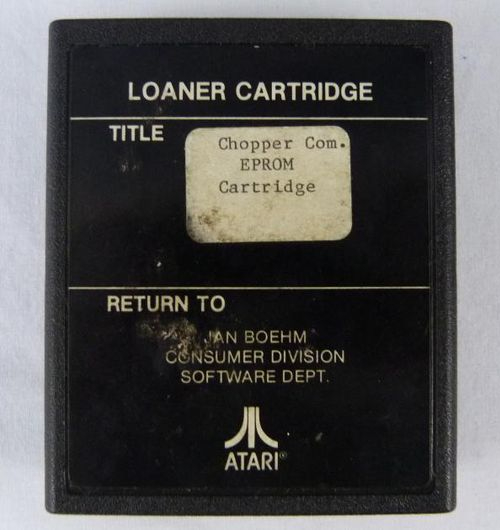 LOANER CARTRIDGE
TITLE
Chopper Com.
EPROM
Cartridge
RETURN TO
JAN BOEHM
CONSUMER DIVISION
SOFTWARE DEPT.
ATARI®